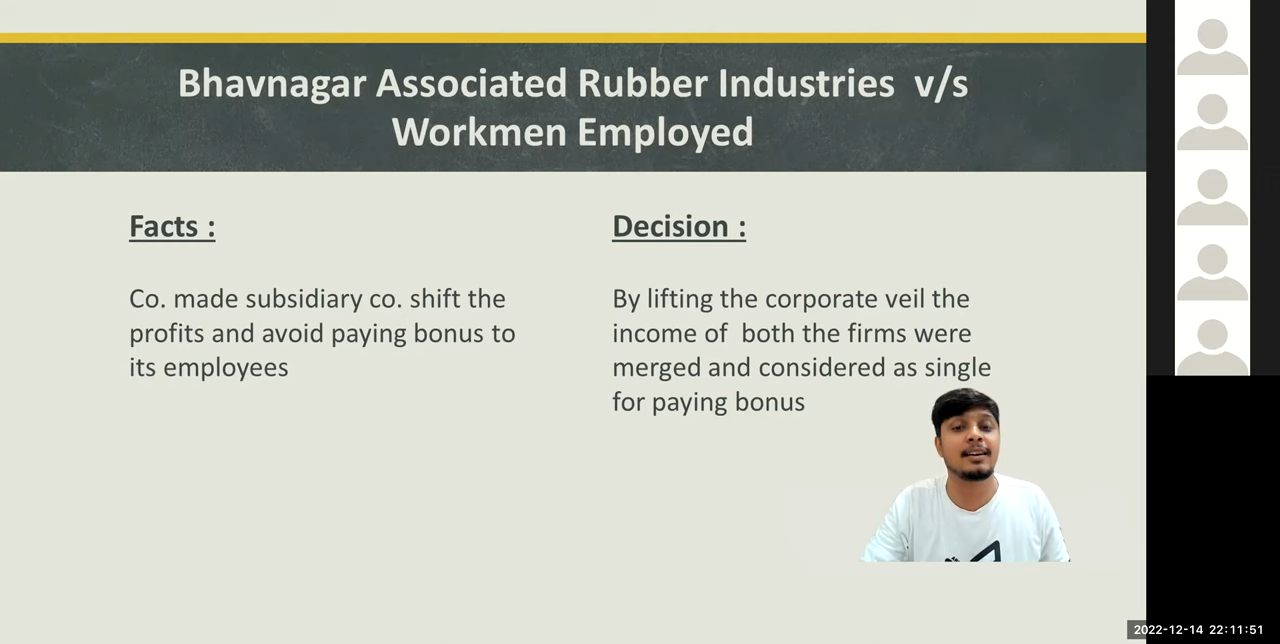 Bhavnagar Associated Rubber Industries  v/s
Workmen Employed
Facts :
Co. made subsidiary co. shift the
profits and avoid paying bonus to
its employees
Decision :
By lifting the corporate veil the
income of  both the firms were
merged and considered as single
for paying bonus
2022-12-14 22:11:51